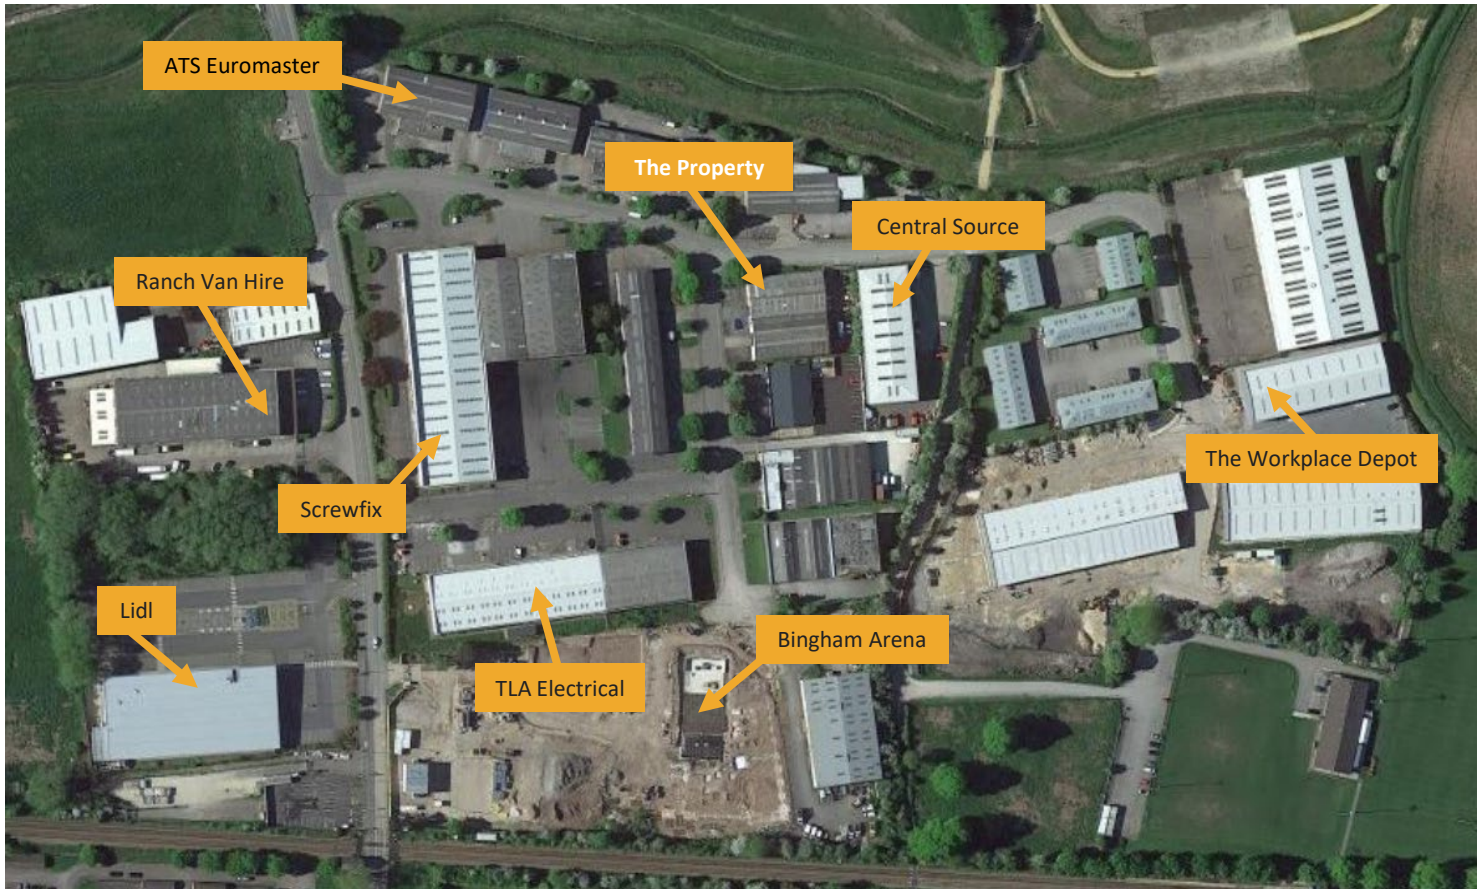 ATS Euromaster
The Property
Central Source
Ranch Van Hire
The Workplace Depot
Screwfix
Lidl
Bingham Arena
TLA Electrical